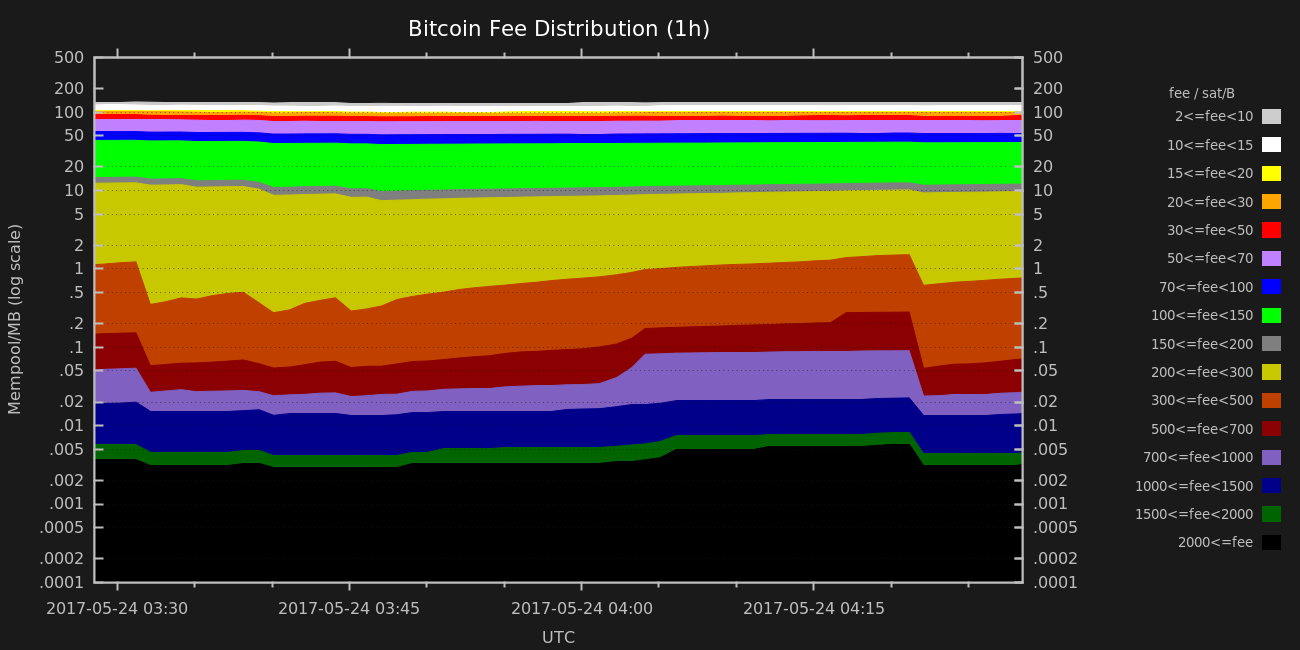 Bitcoin Fee Distribution (1h)
Mempool/MB (log scale)
500
200
100
50
20
10
5
2
1
.5
.2
.1
.05
.02
.01
.005
.002
.001
.0005
.0002
.0001
500
200
100
50
20
10
5
2
1
.5
.2
.1
.05
.02
.01
.005
.002
.001
.0005
.0002
.0001
2017-05-24 03:30
2017-05-24 03:45
2017-05-24 04:00
2017-05-24 04:15
UTC
fee / sat/B
2<=fee<10
10<=fee<15
15<=fee<20
20<=fee<30
30<=fee<50
50<=fee<70
70<=fee<100
100<=fee<150
150<=fee<200
200<=fee<300
300<=fee<500
500<=fee<700
700<=fee<1000
1000<=fee<1500
1500<=fee<2000
2000<=fee